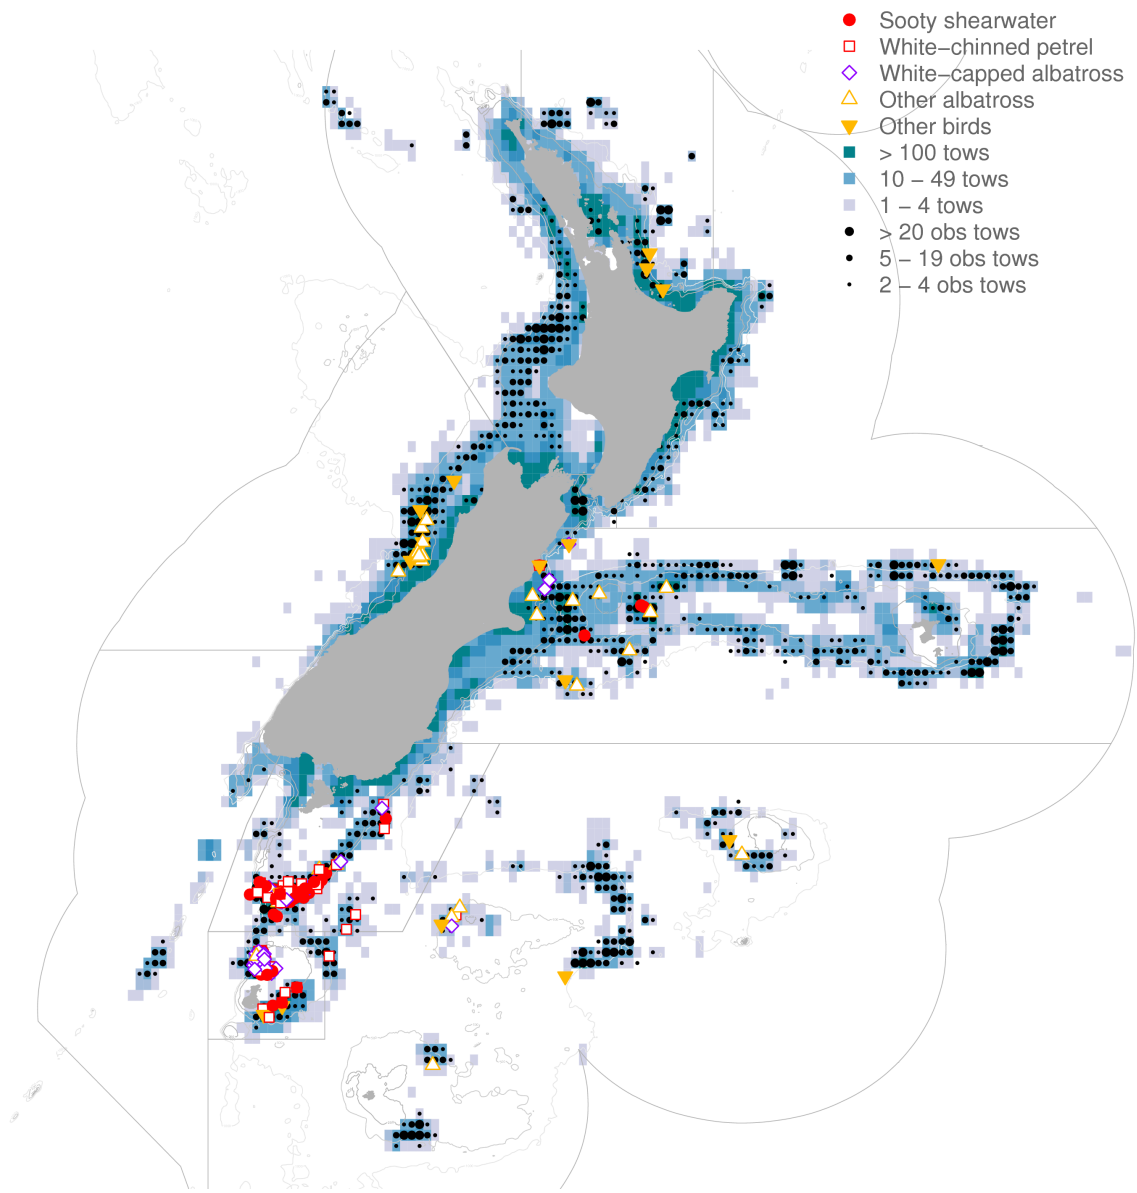 Sooty shearwater
White−chinned petrel
White−capped albatross
Other albatross
Other birds
> 100 tows
10 − 49 tows
1 − 4 tows
> 20 obs tows
5 − 19 obs tows
2 − 4 obs tows